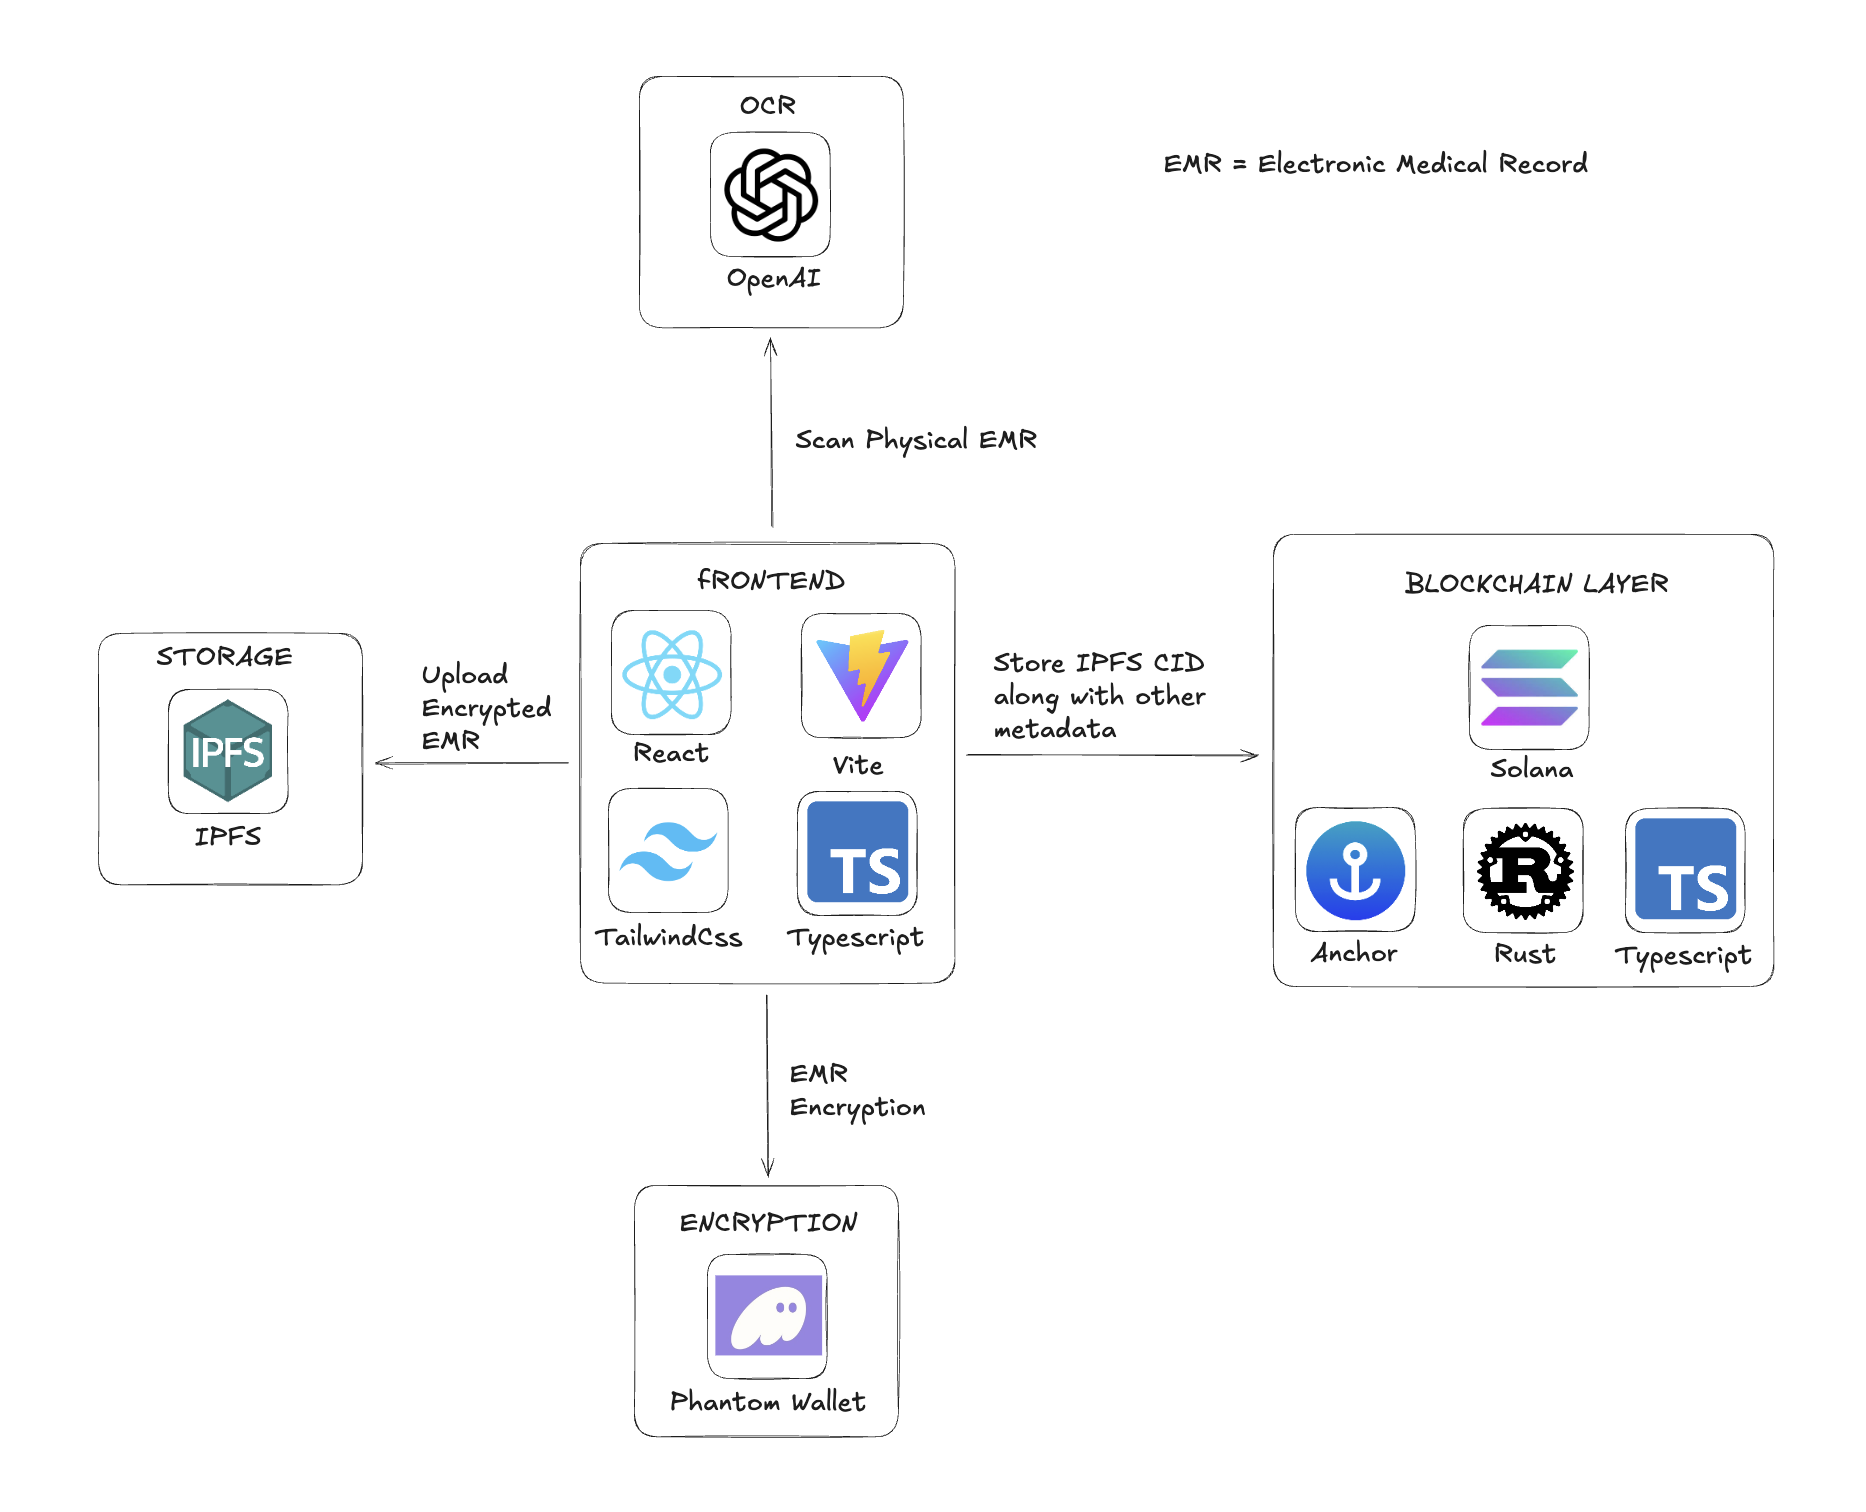 OCR
OpenAI
EMR = Electronic Medical Record
Scan Physical EMR
fRONTEND
React
Vite
TailwindCss
TS
Typescript
STORAGE
IPFS
IPFS
Upload
Encrypted
EMR
Store IPFS CID
along with other
metadata
BLOCKCHAIN LAYER
Solana
Anchor
R
Rust
TS
Typescript
EMR
Encryption
ENCRYPTION
Phantom Wallet